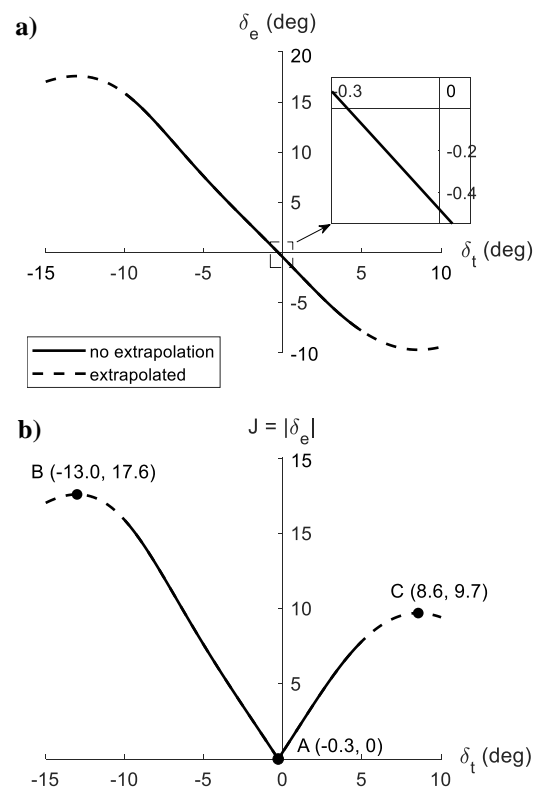 a)
δe (deg)
20
15
10
5
-5
-10
-0.3
0
-0.2
-0.4
-15
-10
-5
5
10
δt (deg)
no extrapolation
extrapolated
b)
J = |δe|
15
15
10
5
B (-13.0, 17.6)
C (8.6, 9.7)
A (-0.3, 0)
-15
-10
-5
0
5
10
δt (deg)